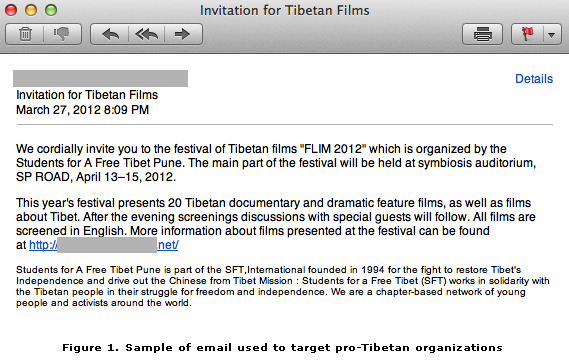 Invitation for Tibetan Films
Details
Invitation for Tibetan Films
March 27, 2012 8:09 PM
We cordially invite you to the festival of Tibetan films "FLIM 2012" which is organized by the
Students for A Free Tibet Pune. The main part of the festival will be held at symbiosis auditorium,
SP ROAD, April 13–15, 2012.
This year's festival presents 20 Tibetan documentary and dramatic feature films, as well as films
about Tibet. After the evening screenings discussions with special guests will follow. All films are
screened in English. More information about films presented at the festival can be found
at http:// .net/
Students for A Free Tibet Pune is part of the SFT,International founded in 1994 for the fight to restore Tibet's
Independence and drive out the Chinese from Tibet Mission : Students for a Free Tibet (SFT) works in solidarity with
the Tibetan people in their struggle for freedom and independence. We are a chapter-based network of young
people and activists around the world.
Figure 1. Sample of email used to target pro-Tibetan organizations